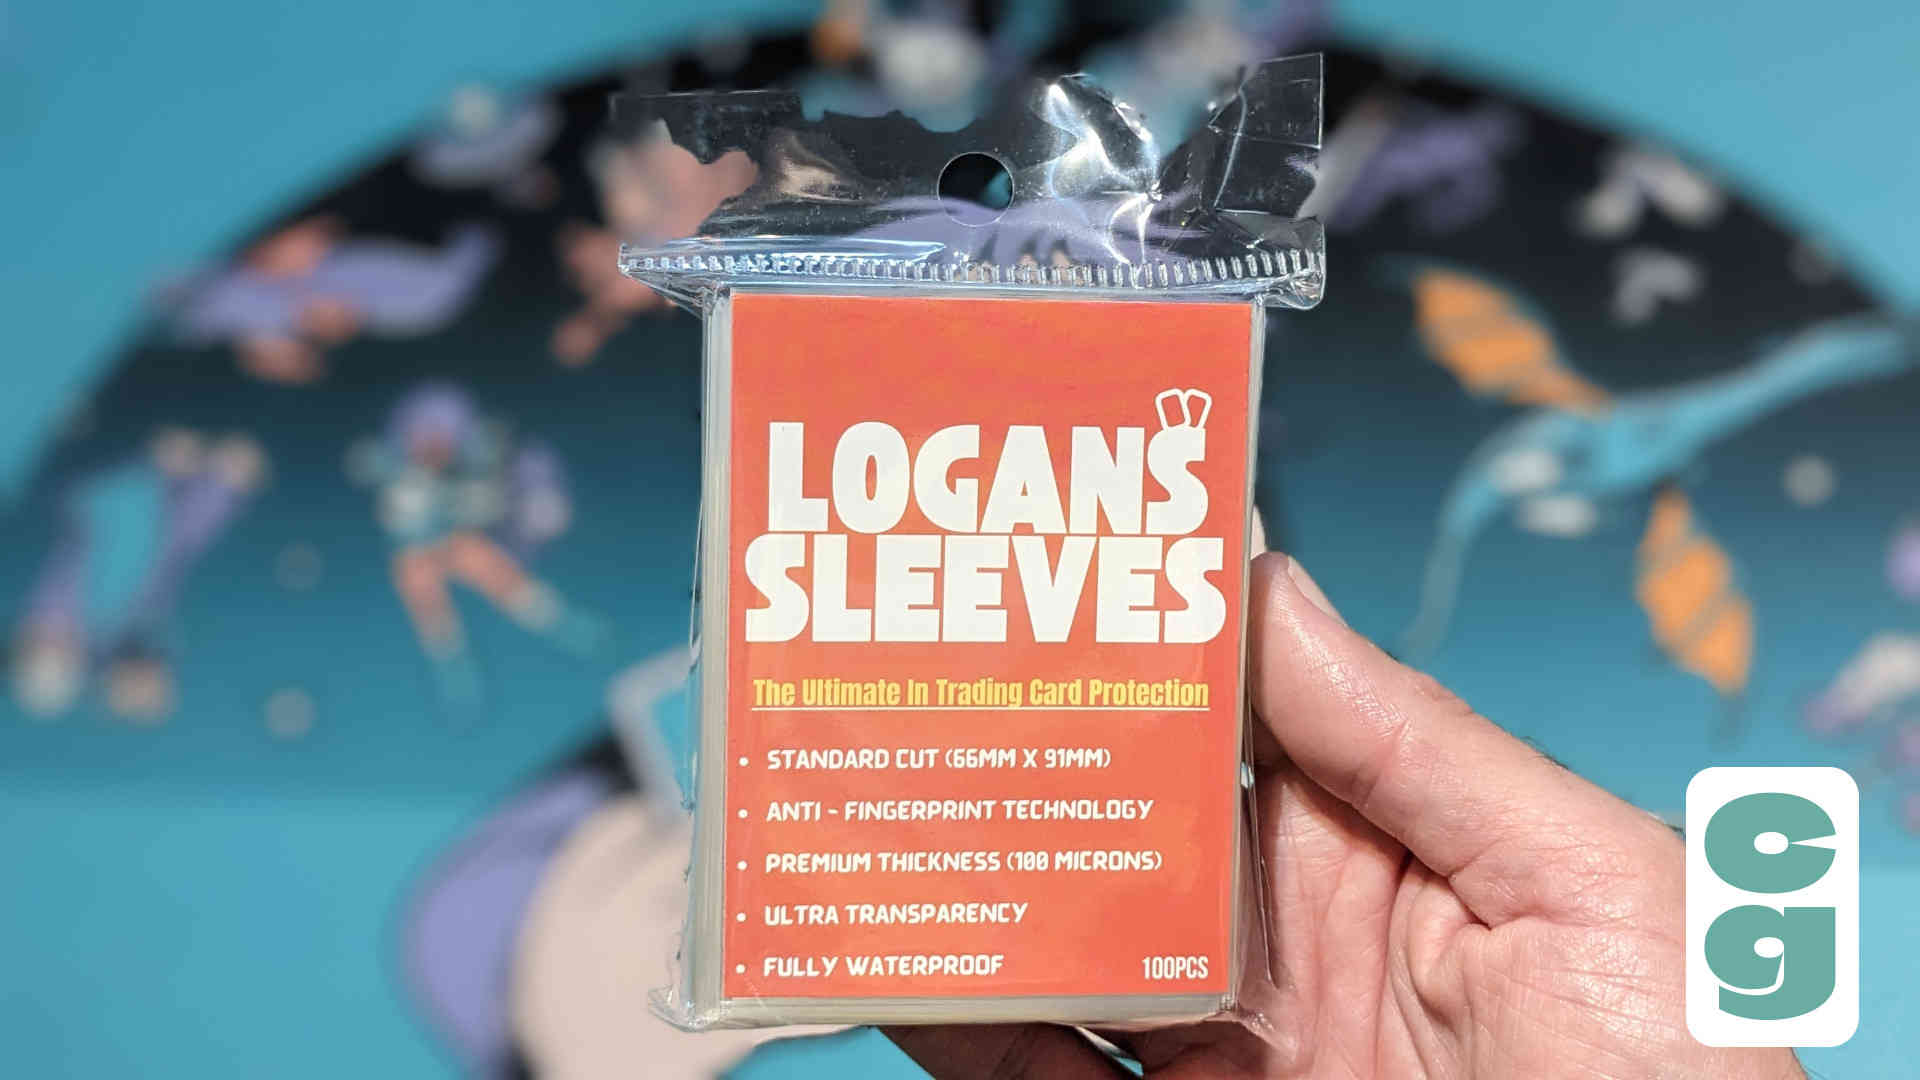 LOGANS
SLEEVES
The Ultimate In Trading Card Protection
• STANDARD CUT (66MM X 91MM)
• ANTI - FINGERPRINT TECHNOLOGY
• PREMIUM THICKNESS (100 MICRONS)
• ULTRA TRANSPARENCY
• FULLY WATERPROOF
100PCS
cg